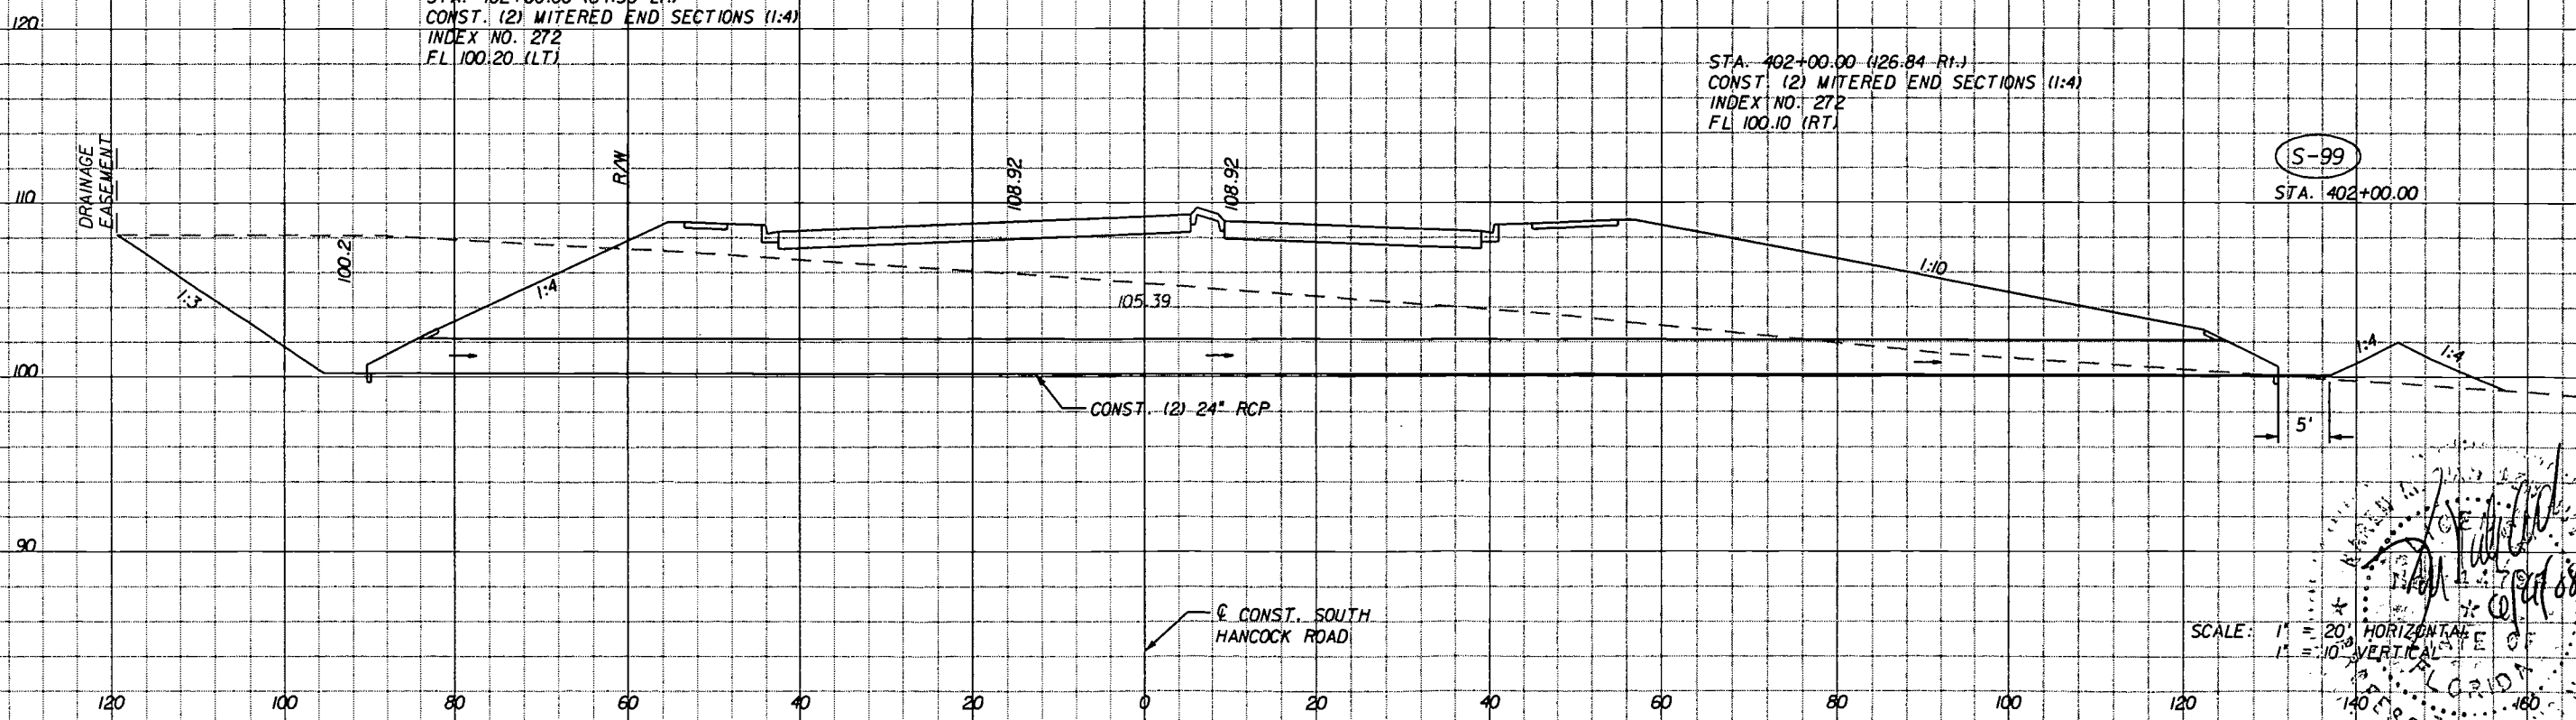 CONST. (2) MITERED END SECTIONS (1:4)
INDEX NO. 272
FL 100.20 (LT)
STA. 402+00.00 (126.84 Rt.)
CONST. (2) MITERED END SECTIONS (1:4)
INDEX NO. 272
FL 100.10 (RT)
S-99
STA. 402+00.00
120
110
100
90
DRAINAGE
EASEMENT
R/W
108.92
108.92
100.2
1:3
1:4
105.39
1:10
1:4
1:4
CONST. (2) 24" RCP
5'
℄ CONST. SOUTH
HANCOCK ROAD
SCALE: 1" = 20' HORIZONTAL
1" = 10' VERTICAL
FLORIDA
120 100 80 60 40 20 0 20 40 60 80 100 120 140 160